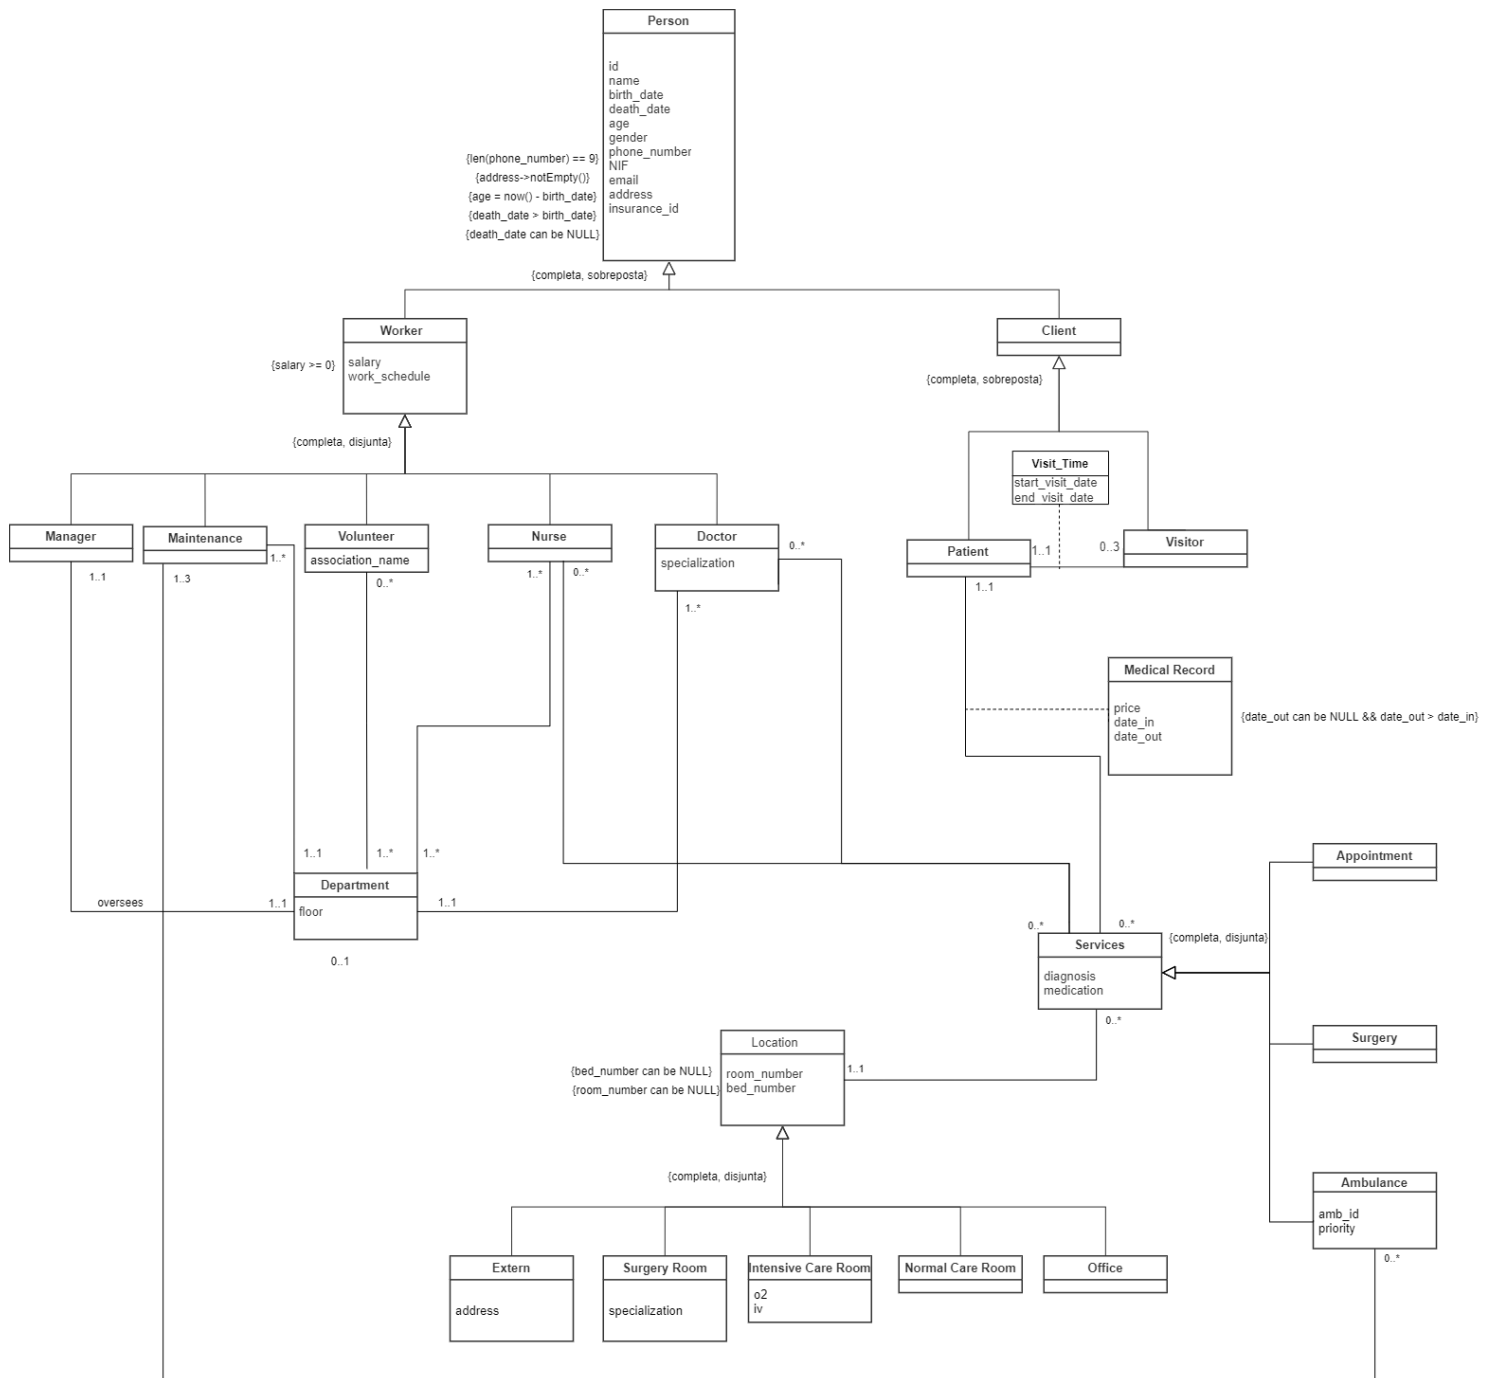 Person
id
name
birth_date
death_date
age
gender
phone_number
NIF
email
address
insurance_id
{len(phone_number) == 9}
{address->notEmpty()}
{age = now() - birth_date}
{death_date > birth_date}
{death_date can be NULL}
{completa, sobreposta}
Worker
salary
work_schedule
{salary >= 0}
Client
{completa, sobreposta}
{completa, disjunta}
Visit_Time
start_visit_date
end_visit_date
Manager
Maintenance
Volunteer
association_name
Nurse
Doctor
specialization
Patient
Visitor
1..1
1..3
1..*
0..*
1..*
0..*
1..*
0..*
1..1
0..3
1..1
Medical Record
price
date_in
date_out
{date_out can be NULL && date_out > date_in}
1..1
1..*
1..*
Department
floor
oversees
1..1
1..1
0..1
Appointment
{completa, disjunta}
0..*
0..*
Services
diagnosis
medication
0..*
Surgery
Location
room_number
bed_number
{bed_number can be NULL}
{room_number can be NULL}
1..1
{completa, disjunta}
Ambulance
amb_id
priority
0..*
Extern
address
Surgery Room
specialization
Intensive Care Room
o2
iv
Normal Care Room
Office